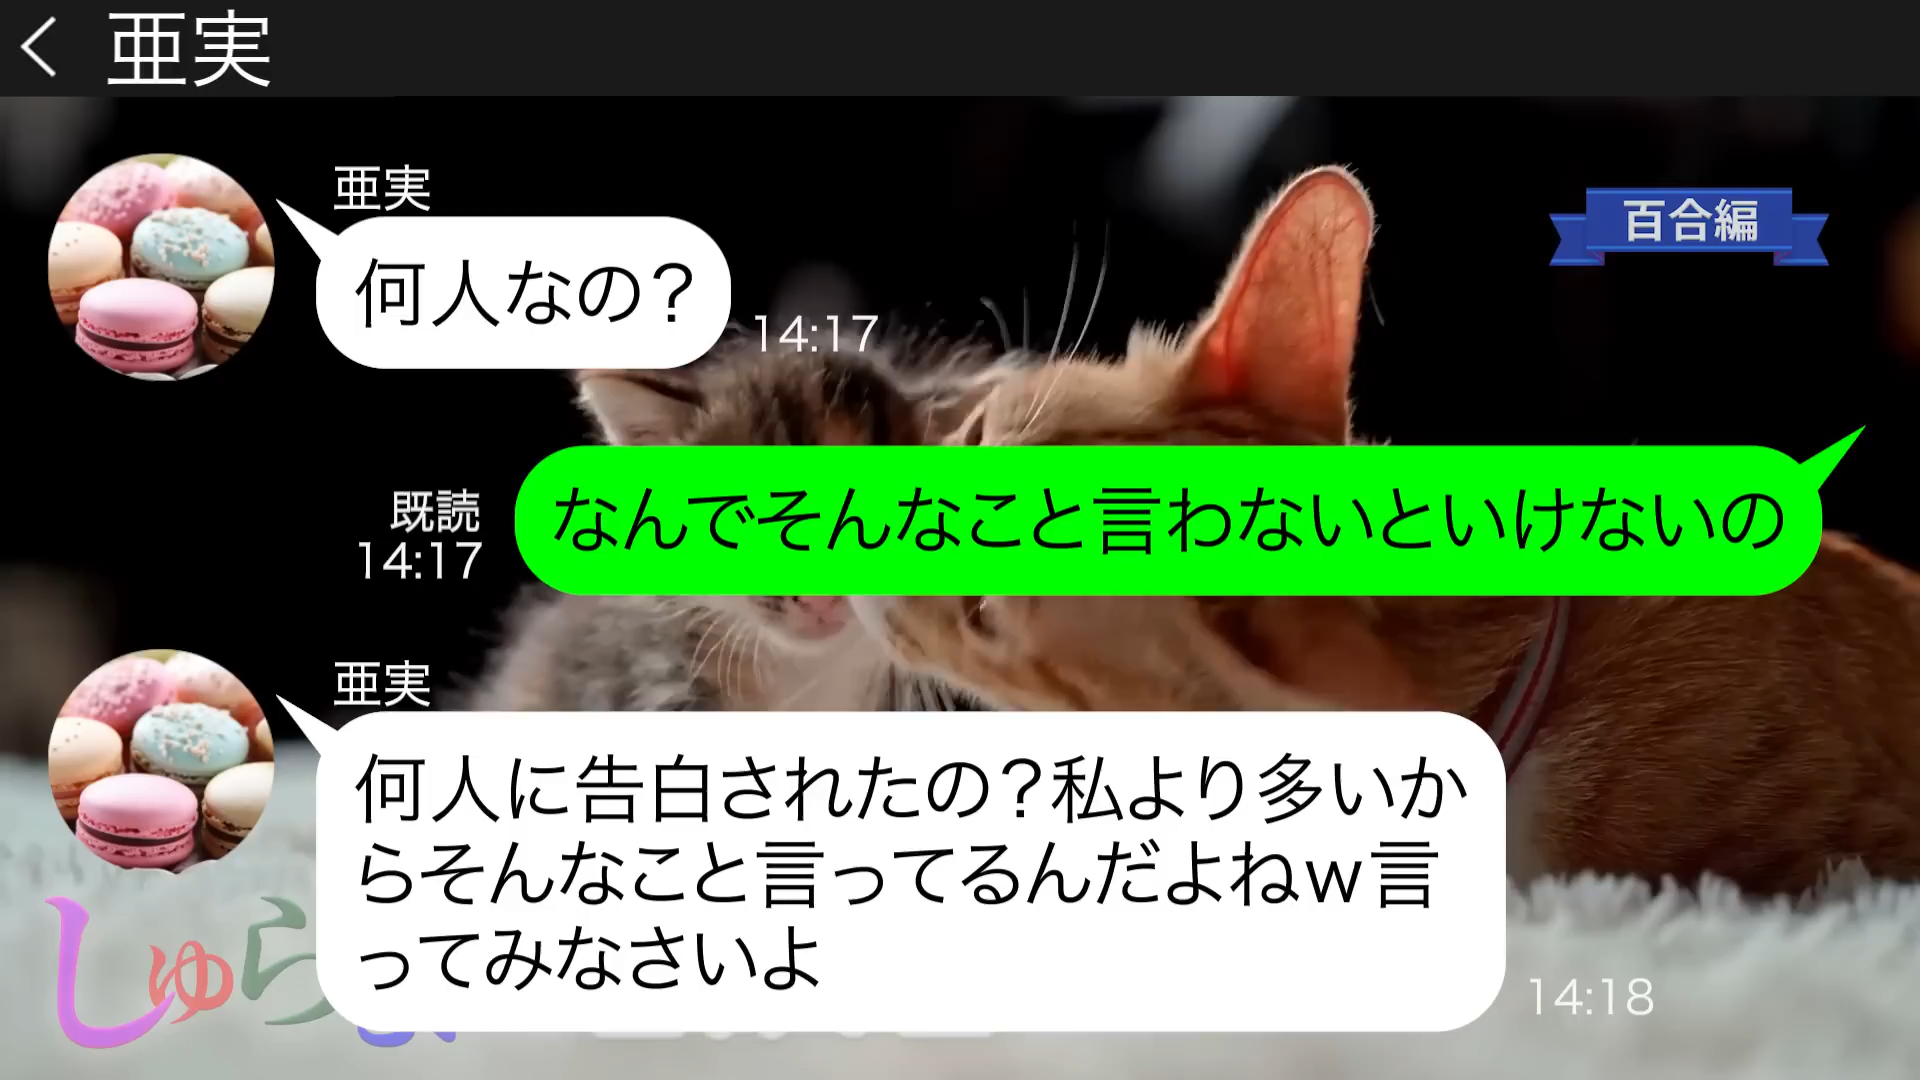 亜実
亜実
百合編
何人なの？
14:17
なんでそんなこと言わないといけないの
既読
14:17
亜実
何人に告白されたの？私より多いか
らそんなこと言ってるんだよねｗ言
ってみなさいよ
14:18
しゅら